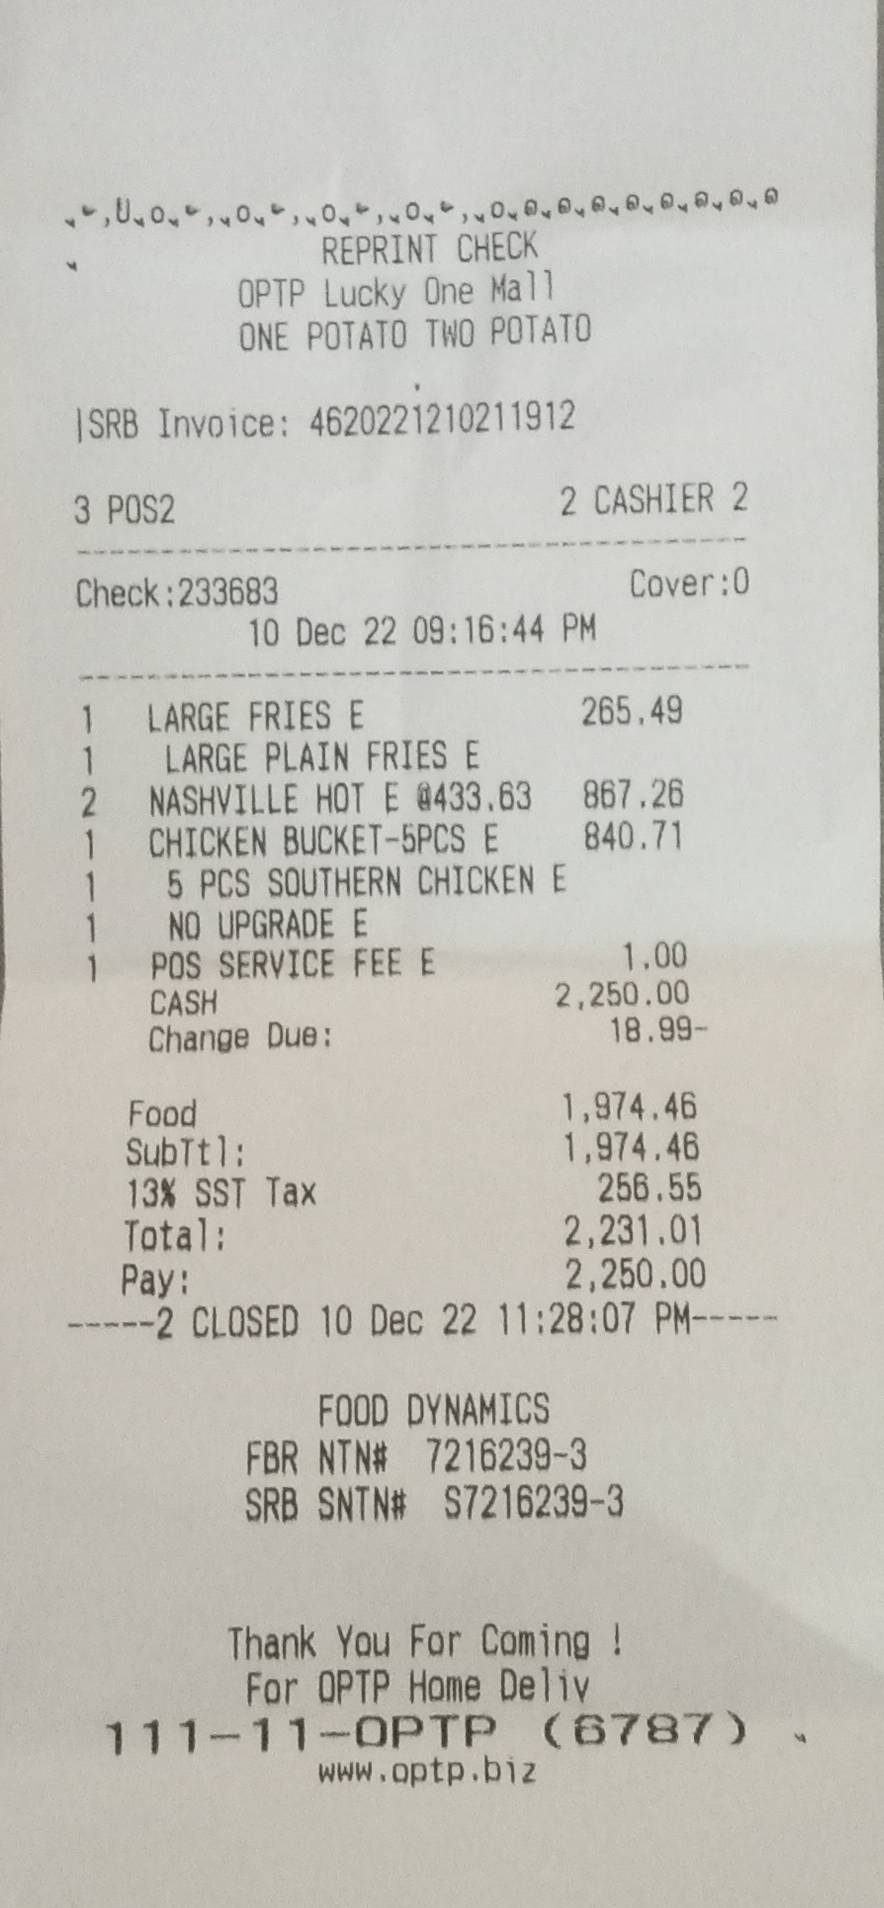 REPRINT CHECK
OPTP Lucky One Mall
ONE POTATO TWO POTATO
|SRB Invoice: 4620221210211912
3 POS2 2 CASHIER 2
Check:233683 Cover:0
10 Dec 22 09:16:44 PM
1 LARGE FRIES E 265.49
1 LARGE PLAIN FRIES E
2 NASHVILLE HOT E @433.63 867.26
1 CHICKEN BUCKET-5PCS E 840.71
1 5 PCS SOUTHERN CHICKEN E
1 NO UPGRADE E
1 POS SERVICE FEE E 1.00
CASH 2,250.00
Change Due: 18.99-
Food 1,974.46
SubTtl: 1,974.46
13% SST Tax 256.55
Total: 2,231.01
Pay: 2,250.00
-----2 CLOSED 10 Dec 22 11:28:07 PM-----
FOOD DYNAMICS
FBR NTN# 7216239-3
SRB SNTN# S7216239-3
Thank You For Coming !
For OPTP Home Deliv
111-11-OPTP (6787)
www.optp.biz